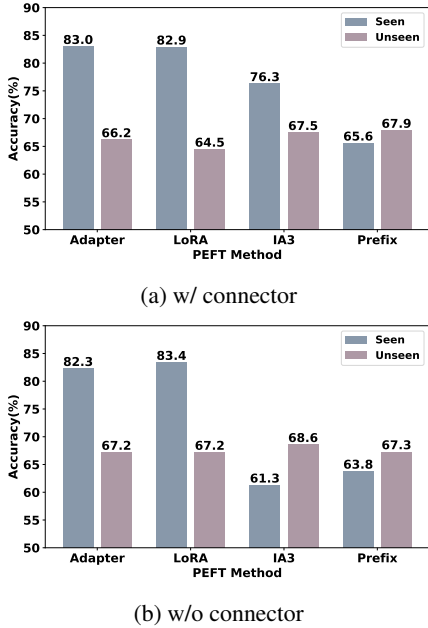 90
85
80
75
70
65
60
55
50
Accuracy(%)
Seen
Unseen
83.0
66.2
82.9
64.5
76.3
67.5
65.6
67.9
Adapter
LoRA
IA3
Prefix
PEFT Method
(a) w/ connector
90
85
80
75
70
65
60
55
50
Accuracy(%)
Seen
Unseen
82.3
67.2
83.4
67.2
61.3
68.6
63.8
67.3
Adapter
LoRA
IA3
Prefix
PEFT Method
(b) w/o connector